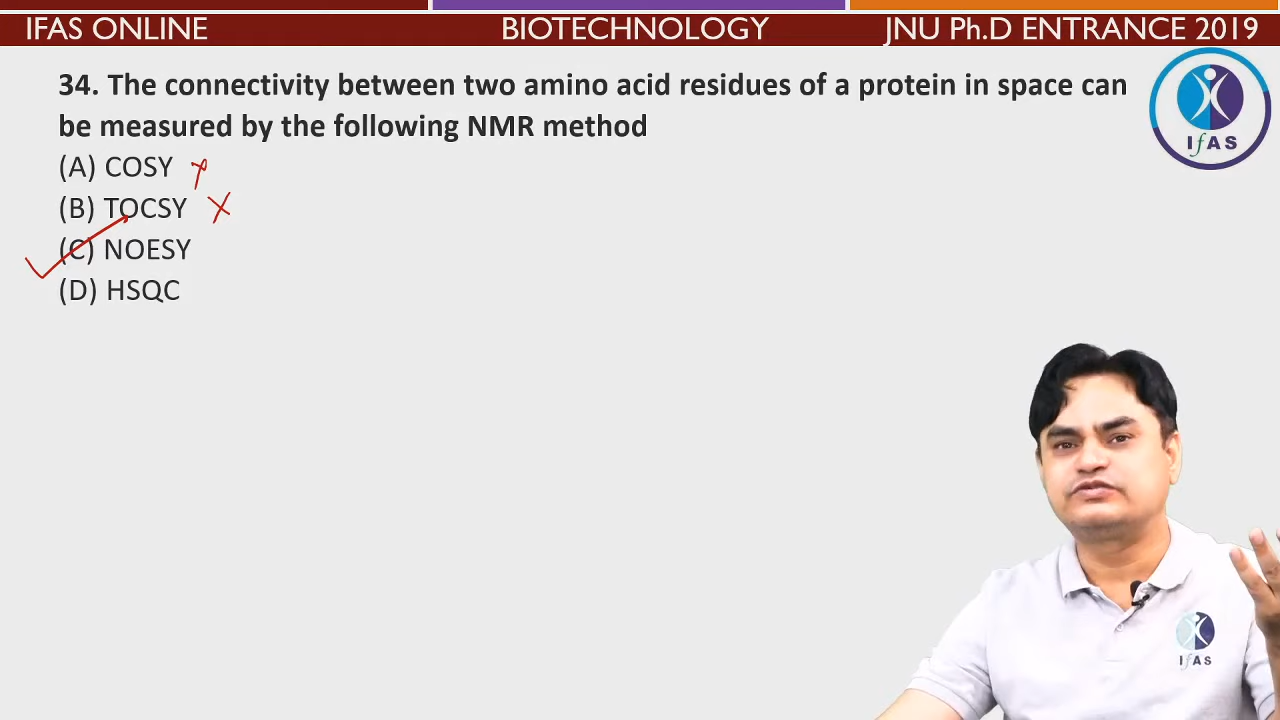 IFAS ONLINE BIOTECHNOLOGY JNU Ph.D ENTRANCE 2019
34. The connectivity between two amino acid residues of a protein in space can
be measured by the following NMR method
(A) COSY
(B) TOCSY
(C) NOESY
(D) HSQC
IfAS
IfAS